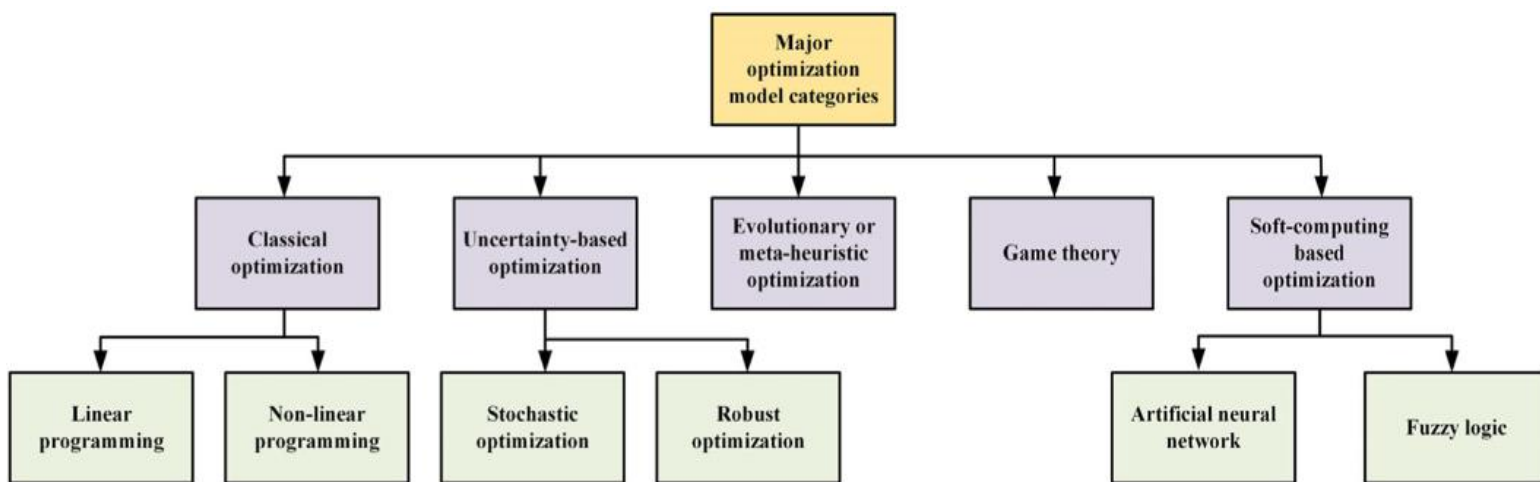 Major
optimization
model categories
Classical
optimization
Uncertainty-based
optimization
Evolutionary or
meta-heuristic
optimization
Game theory
Soft-computing
based
optimization
Linear
programming
Non-linear
programming
Stochastic
optimization
Robust
optimization
Artificial neural
network
Fuzzy logic